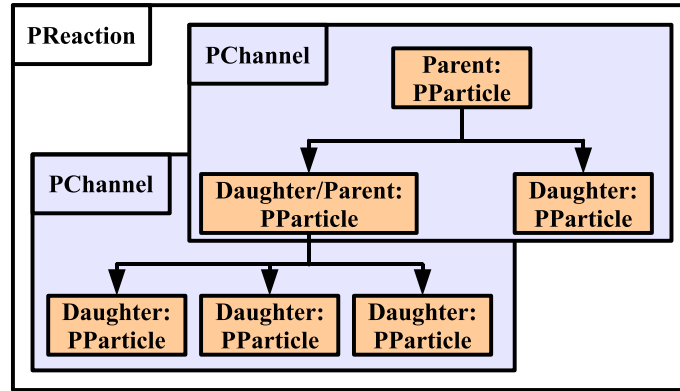 PReaction
PChannel
Parent:
PParticle
PChannel
Daughter/Parent:
PParticle
Daughter:
PParticle
Daughter:
PParticle
Daughter:
PParticle
Daughter:
PParticle